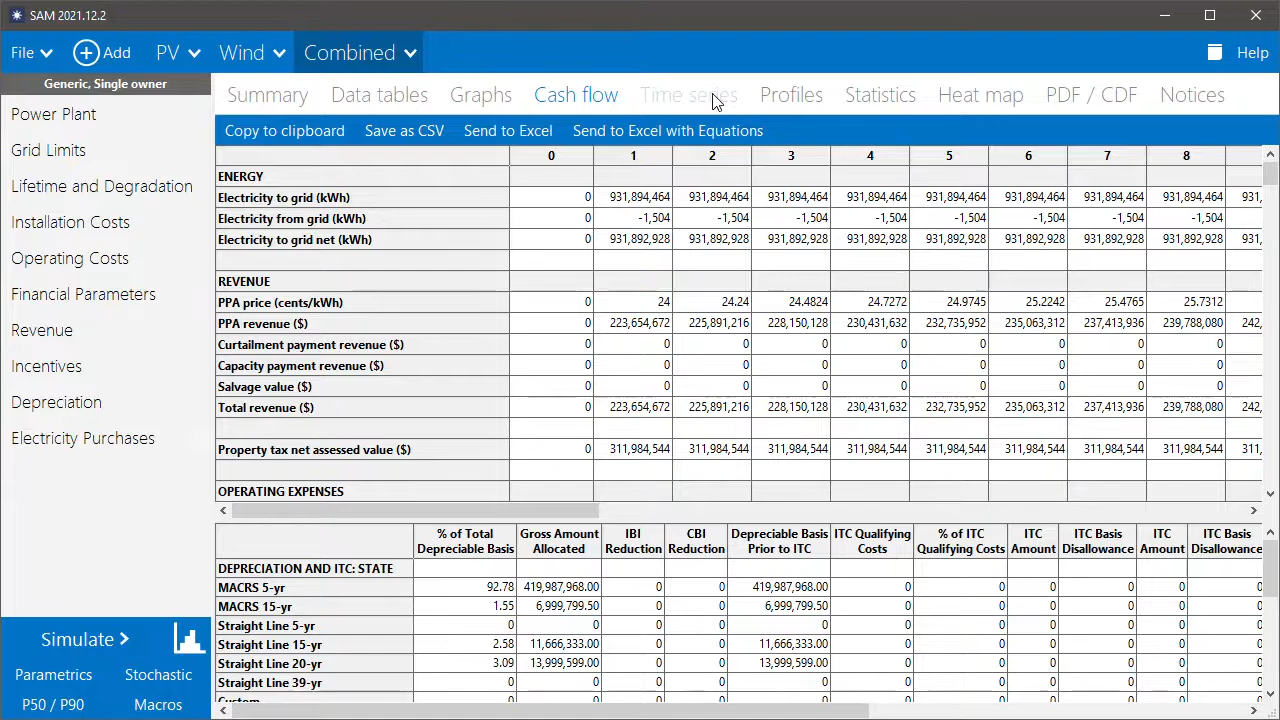 SAM 2021.12.2
File Add PV Wind Combined Help
Generic, Single owner
Power Plant
Grid Limits
Lifetime and Degradation
Installation Costs
Operating Costs
Financial Parameters
Revenue
Incentives
Depreciation
Electricity Purchases
Simulate
Parametrics Stochastic
P50 / P90 Macros
Summary Data tables Graphs Cash flow Time series Profiles Statistics Heat map PDF / CDF Notices
Copy to clipboard Save as CSV Send to Excel Send to Excel with Equations
0 1 2 3 4 5 6 7 8
ENERGY
Electricity to grid (kWh) 0 931,894,464 931,894,464 931,894,464 931,894,464 931,894,464 931,894,464 931,894,464 931,894,464 931,
Electricity from grid (kWh) 0 -1,504 -1,504 -1,504 -1,504 -1,504 -1,504 -1,504 -1,504
Electricity to grid net (kWh) 0 931,892,928 931,892,928 931,892,928 931,892,928 931,892,928 931,892,928 931,892,928 931,892,928 931,
REVENUE
PPA price (cents/kWh) 0 24 24.24 24.4824 24.7272 24.9745 25.2242 25.4765 25.7312
PPA revenue ($) 0 223,654,672 225,891,216 228,150,128 230,431,632 232,735,952 235,063,312 237,413,936 239,788,080 242,
Curtailment payment revenue ($) 0 0 0 0 0 0 0 0 0
Capacity payment revenue ($) 0 0 0 0 0 0 0 0 0
Salvage value ($) 0 0 0 0 0 0 0 0 0
Total revenue ($) 0 223,654,672 225,891,216 228,150,128 230,431,632 232,735,952 235,063,312 237,413,936 239,788,080 242,
Property tax net assessed value ($) 0 311,984,544 311,984,544 311,984,544 311,984,544 311,984,544 311,984,544 311,984,544 311,984,544 311,
OPERATING EXPENSES
% of Total Gross Amount IBI CBI Depreciable Basis ITC Qualifying % of ITC ITC ITC Basis ITC ITC Basis
Depreciable Basis Allocated Reduction Reduction Prior to ITC Costs Qualifying Costs Amount Disallowance Amount Disallowance
DEPRECIATION AND ITC: STATE
MACRS 5-yr 92.78 419,987,968.00 0 0 419,987,968.00 0 0 0 0 0 0
MACRS 15-yr 1.55 6,999,799.50 0 0 6,999,799.50 0 0 0 0 0 0
Straight Line 5-yr 0 0 0 0 0 0 0 0 0 0 0
Straight Line 15-yr 2.58 11,666,333.00 0 0 11,666,333.00 0 0 0 0 0 0
Straight Line 20-yr 3.09 13,999,599.00 0 0 13,999,599.00 0 0 0 0 0 0
Straight Line 39-yr 0 0 0 0 0 0 0 0 0 0 0
Custom 0 0 0 0 0 0 0 0 0 0 0